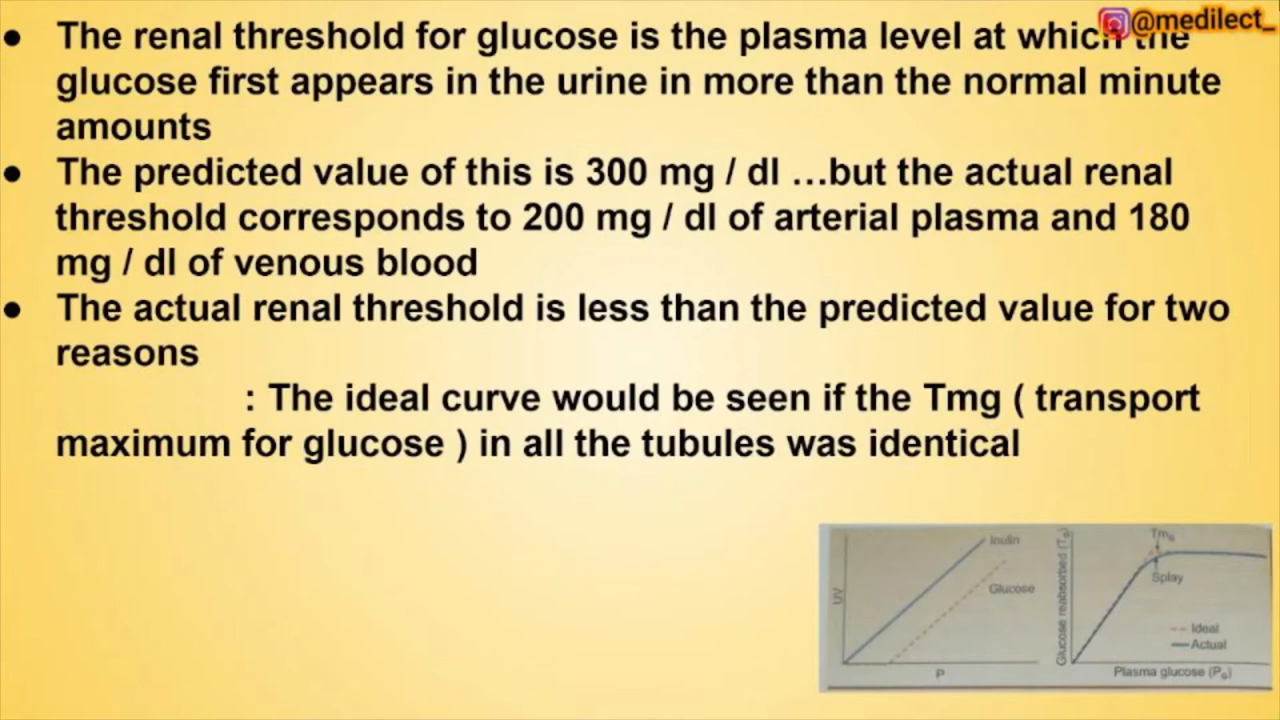 @medilect_
● The renal threshold for glucose is the plasma level at which the
glucose first appears in the urine in more than the normal minute
amounts
● The predicted value of this is 300 mg / dl ...but the actual renal
threshold corresponds to 200 mg / dl of arterial plasma and 180
mg / dl of venous blood
● The actual renal threshold is less than the predicted value for two
reasons
: The ideal curve would be seen if the Tmg ( transport
maximum for glucose ) in all the tubules was identical
UV
Inulin
Glucose
P
Glucose reabsorbed (TG)
TmG
Splay
Ideal
Actual
Plasma glucose (PG)